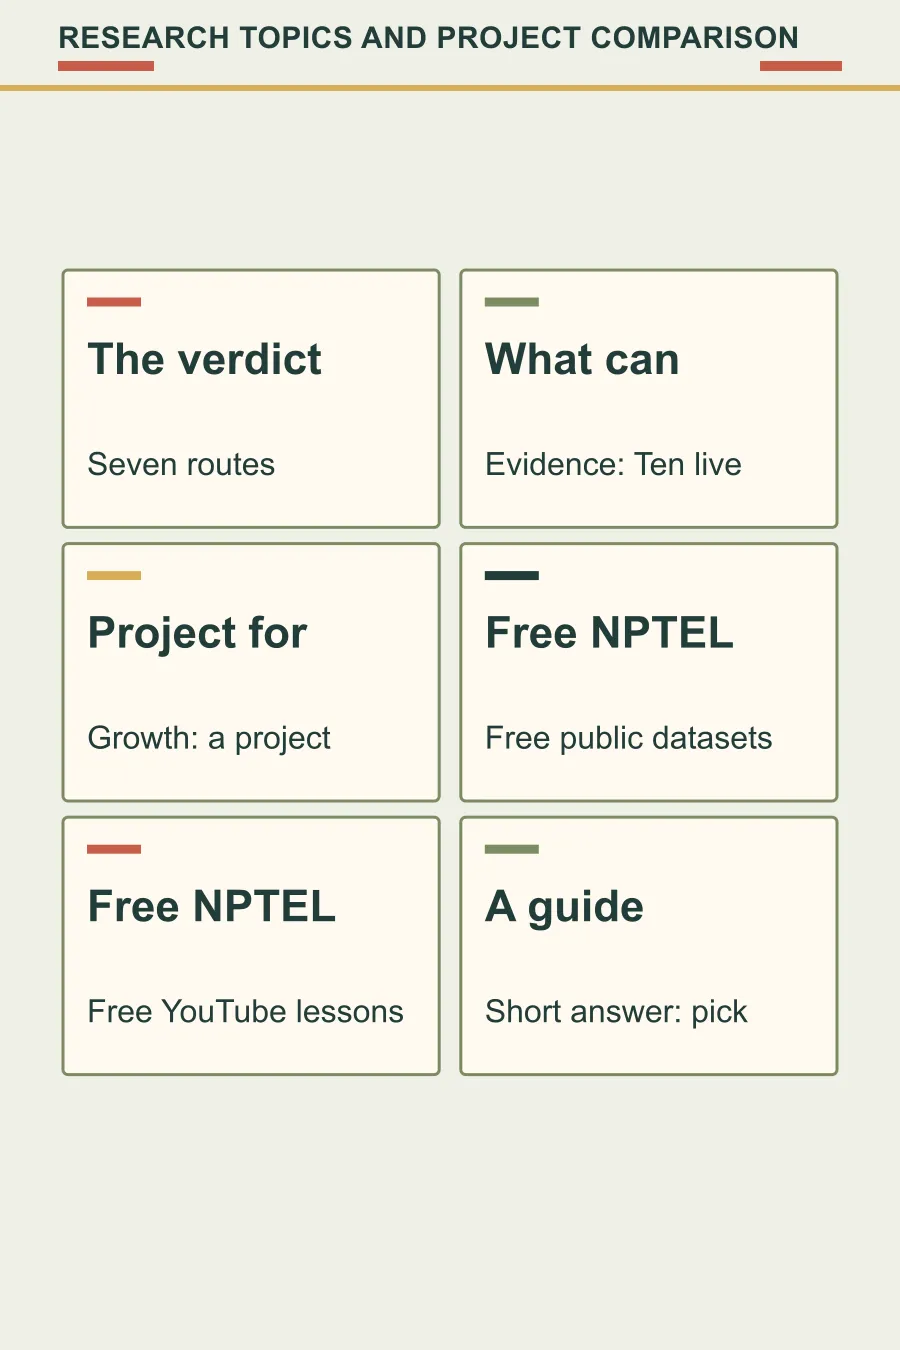 RESEARCH TOPICS AND PROJECT COMPARISON
The verdict
Seven routes
What can
Evidence: Ten live
Project for
Growth: a project
Free NPTEL
Free public datasets
Free NPTEL
Free YouTube lessons
A guide
Short answer: pick